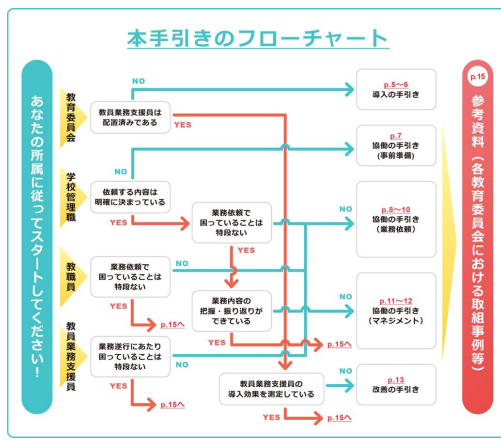 本手引きのフローチャート
あなたの所属に従ってスタートしてください！
教育委員会
教員業務支援員は
配置済みである
NO
YES
p.5〜6
導入の手引き
学校管理職
依頼する内容は
明確に決まっている
NO
YES
p.7
協働の手引き
(事前準備)
業務依頼で
困っていることは
特段ない
NO
YES
p.8〜10
協働の手引き
(業務依頼)
教職員
業務依頼で
困っていることは
特段ない
NO
YES
p.15へ
業務内容の
把握・振り返りが
できている
NO
YES
p.15へ
p.11〜12
協働の手引き
(マネジメント)
教員業務支援員
業務遂行にあたり
困っていることは
特段ない
NO
YES
p.15へ
教員業務支援員の
導入効果を測定している
NO
YES
p.15へ
p.13
改善の手引き
p.15
参考資料（各教育委員会における取組事例等）